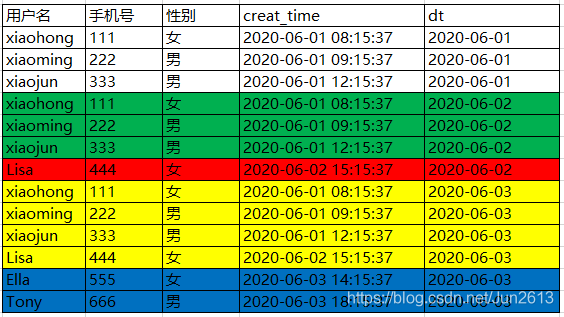 用户名 手机号 性别 creat_time dt
xiaohong 111 女 2020-06-01 08:15:37 2020-06-01
xiaoming 222 男 2020-06-01 09:15:37 2020-06-01
xiaojun 333 男 2020-06-01 12:15:37 2020-06-01
xiaohong 111 女 2020-06-01 08:15:37 2020-06-02
xiaoming 222 男 2020-06-01 09:15:37 2020-06-02
xiaojun 333 男 2020-06-01 12:15:37 2020-06-02
Lisa 444 女 2020-06-02 15:15:37 2020-06-02
xiaohong 111 女 2020-06-01 08:15:37 2020-06-03
xiaoming 222 男 2020-06-01 09:15:37 2020-06-03
xiaojun 333 男 2020-06-01 12:15:37 2020-06-03
Lisa 444 女 2020-06-02 15:15:37 2020-06-03
Ella 555 女 2020-06-03 14:15:37 2020-06-03
Tony 666 男 2020-06-03 18:15:37 2020-06-03
https://blog.csdn.net/Jun2613